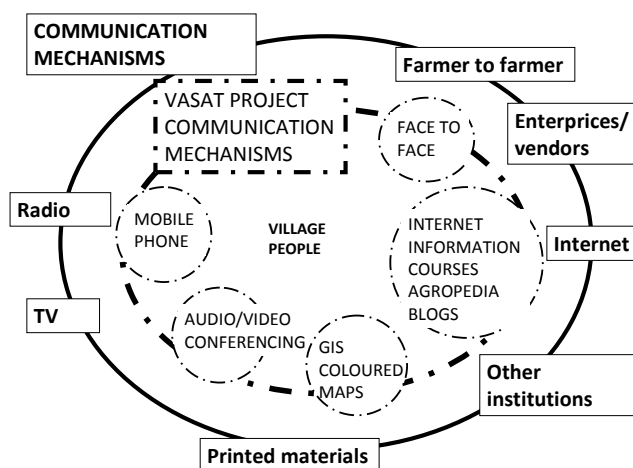 COMMUNICATION
MECHANISMS
Farmer to farmer
VASAT PROJECT
COMMUNICATION
MECHANISMS
FACE TO
FACE
Enterprices/
vendors
Radio
MOBILE
PHONE
VILLAGE
PEOPLE
INTERNET
INFORMATION
COURSES
AGROPEDIA
BLOGS
Internet
TV
AUDIO/VIDEO
CONFERENCING
GIS
COLOURED
MAPS
Other
institutions
Printed materials